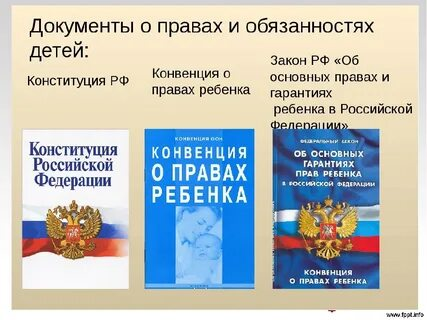 Документы о правах и обязанностях
детей:
Конституция РФ
Конвенция о
правах ребенка
Закон РФ «Об
основных правах и
гарантиях
ребенка в Российской
Федерации»
КОНСТИТУЦИЯ
РОССИЙСКОЙ
ФЕДЕРАЦИИ
КОНВЕНЦИЯ ООН
КОНВЕНЦИЯ
О ПРАВАХ
РЕБЕНКА
ФЕДЕРАЛЬНЫЙ ЗАКОН
ОБ ОСНОВНЫХ
ГАРАНТИЯХ
ПРАВ РЕБЕНКА
В РОССИЙСКОЙ ФЕДЕРАЦИИ
КОНВЕНЦИЯ
О ПРАВАХ РЕБЕНКА
www.fppt.info